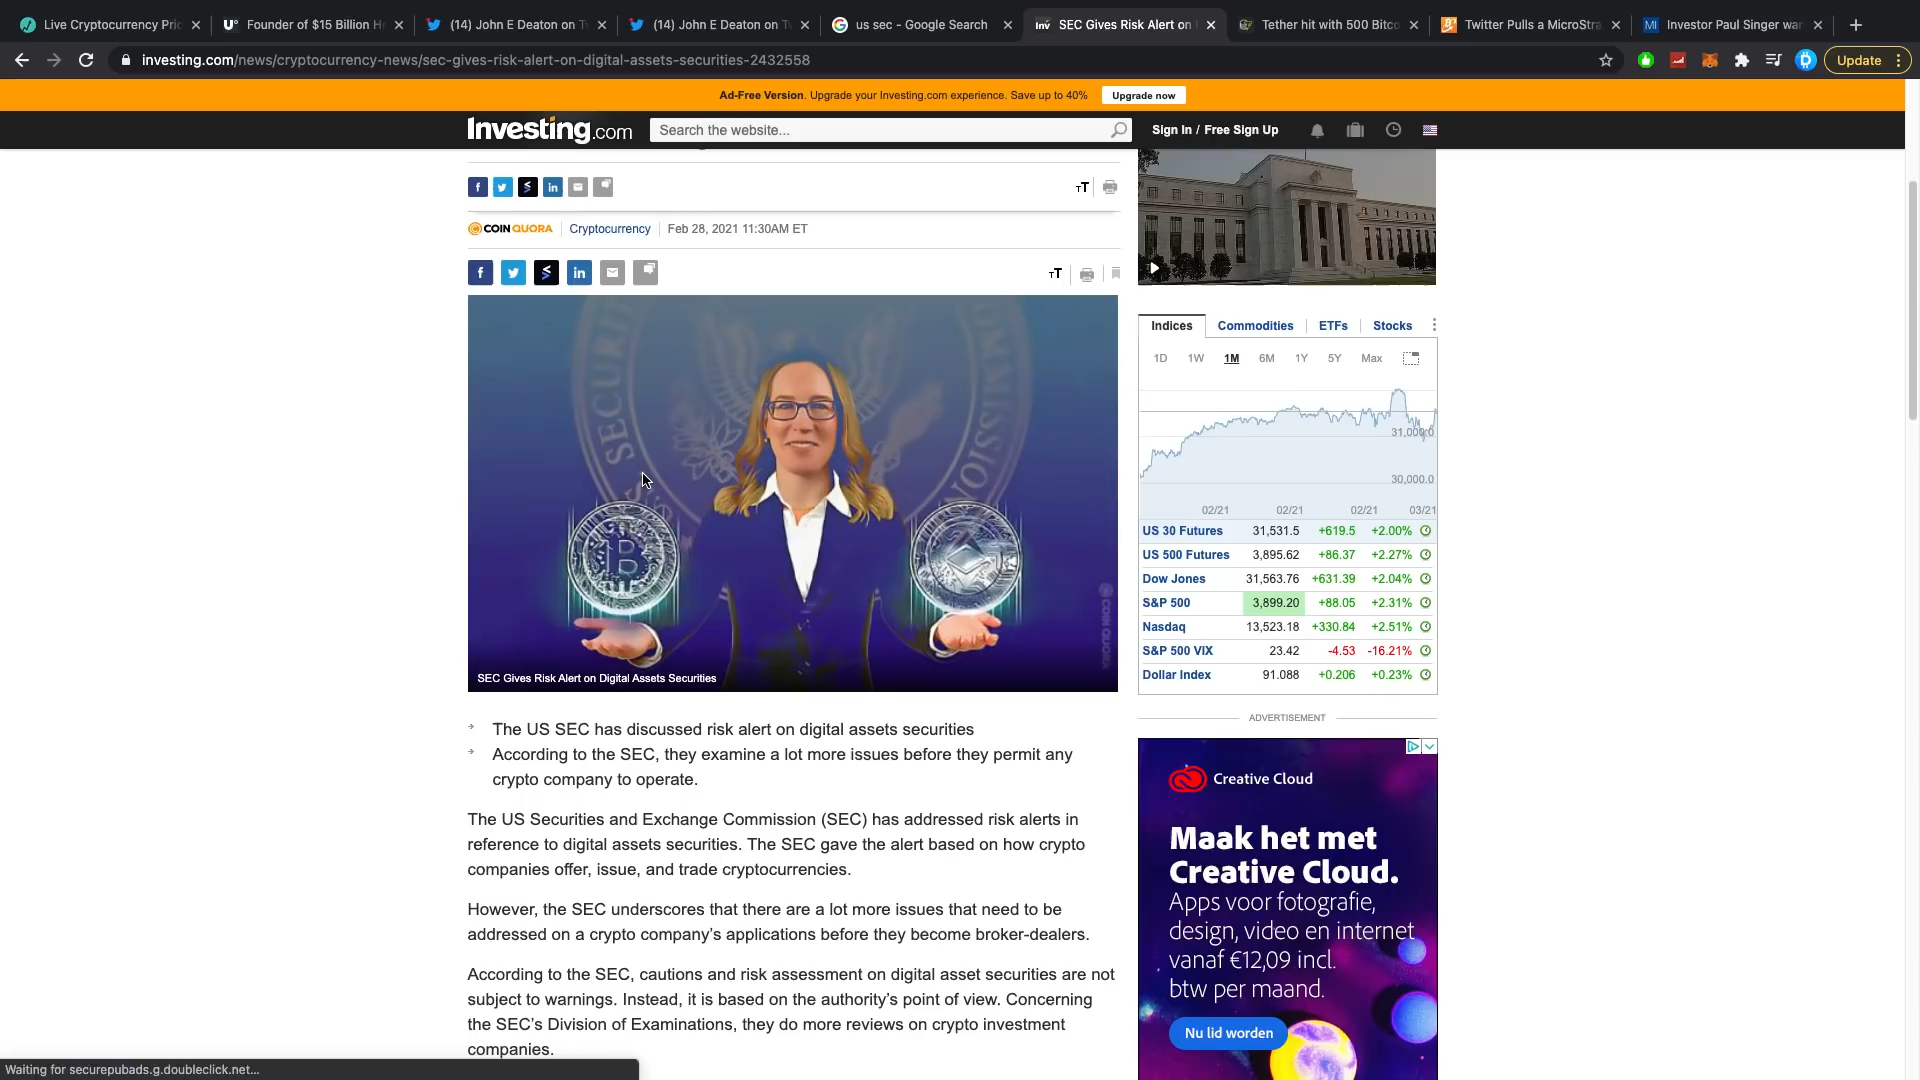 Live Cryptocurrency Pric
Founder of $15 Billion He
(14) John E Deaton on Tw
(14) John E Deaton on Tw
us sec - Google Search
SEC Gives Risk Alert on
Tether hit with 500 Bitco
Twitter Pulls a MicroStra
Investor Paul Singer war
investing.com/news/cryptocurrency-news/sec-gives-risk-alert-on-digital-assets-securities-2432558
Update
Ad-Free Version. Upgrade your Investing.com experience. Save up to 40%
Upgrade now
Investing.com
Search the website...
Sign In / Free Sign Up
COINQUORA
Cryptocurrency
Feb 28, 2021 11:30AM ET
SECURITIES
COMMISSION
COIN QUORA
SEC Gives Risk Alert on Digital Assets Securities
The US SEC has discussed risk alert on digital assets securities
According to the SEC, they examine a lot more issues before they permit any
crypto company to operate.
The US Securities and Exchange Commission (SEC) has addressed risk alerts in
reference to digital assets securities. The SEC gave the alert based on how crypto
companies offer, issue, and trade cryptocurrencies.
However, the SEC underscores that there are a lot more issues that need to be
addressed on a crypto company's applications before they become broker-dealers.
According to the SEC, cautions and risk assessment on digital asset securities are not
subject to warnings. Instead, it is based on the authority's point of view. Concerning
the SEC's Division of Examinations, they do more reviews on crypto investment
companies.
Indices Commodities ETFs Stocks
1D 1W 1M 6M 1Y 5Y Max
31,000.0
30,000.0
02/21 02/21 02/21 03/21
US 30 Futures 31,531.5 +619.5 +2.00%
US 500 Futures 3,895.62 +86.37 +2.27%
Dow Jones 31,563.76 +631.39 +2.04%
S&P 500 3,899.20 +88.05 +2.31%
Nasdaq 13,523.18 +330.84 +2.51%
S&P 500 VIX 23.42 -4.53 -16.21%
Dollar Index 91.088 +0.206 +0.23%
ADVERTISEMENT
Creative Cloud
Maak het met
Creative Cloud.
Apps voor fotografie,
design, video en internet
vanaf €12,09 incl.
btw per maand.
Nu lid worden
Waiting for securepubads.g.doubleclick.net...